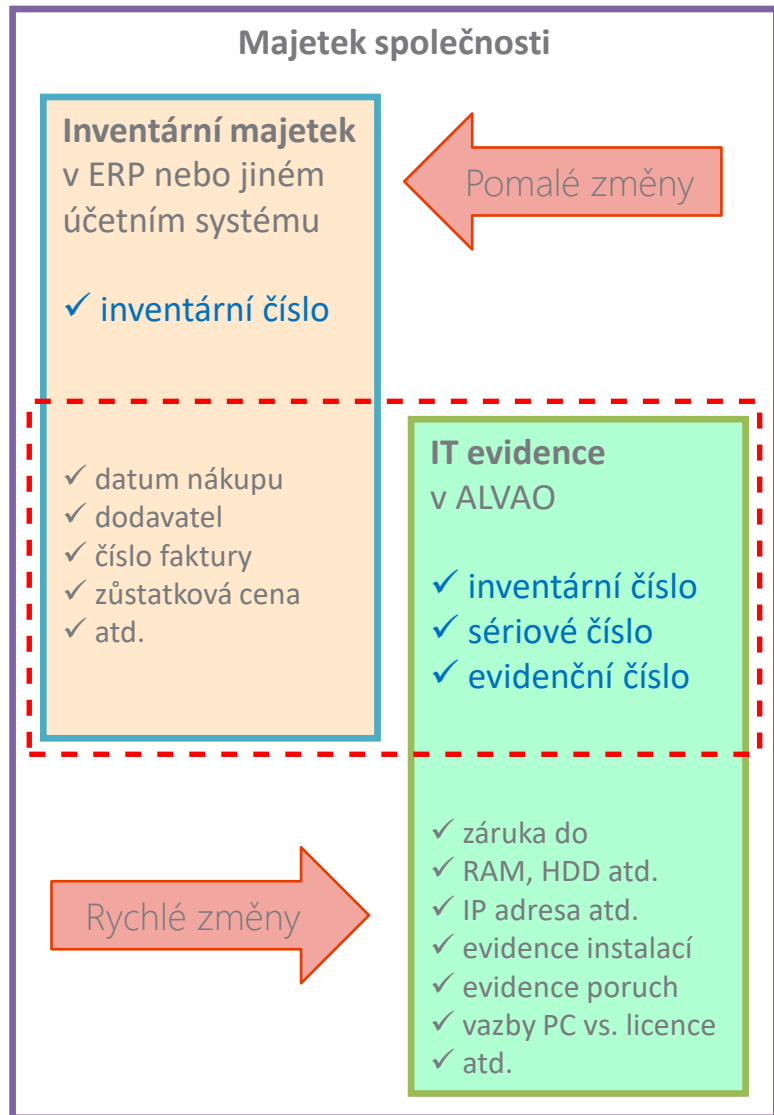 Majetek společnosti
Inventární majetek
v ERP nebo jiném
účetním systému
✓ inventární číslo
Pomalé změny
✓ datum nákupu
✓ dodavatel
✓ číslo faktury
✓ zůstatková cena
✓ atd.
IT evidence
v ALVAO
✓ inventární číslo
✓ sériové číslo
✓ evidenční číslo
Rychlé změny
✓ záruka do
✓ RAM, HDD atd.
✓ IP adresa atd.
✓ evidence instalací
✓ evidence poruch
✓ vazby PC vs. licence
✓ atd.